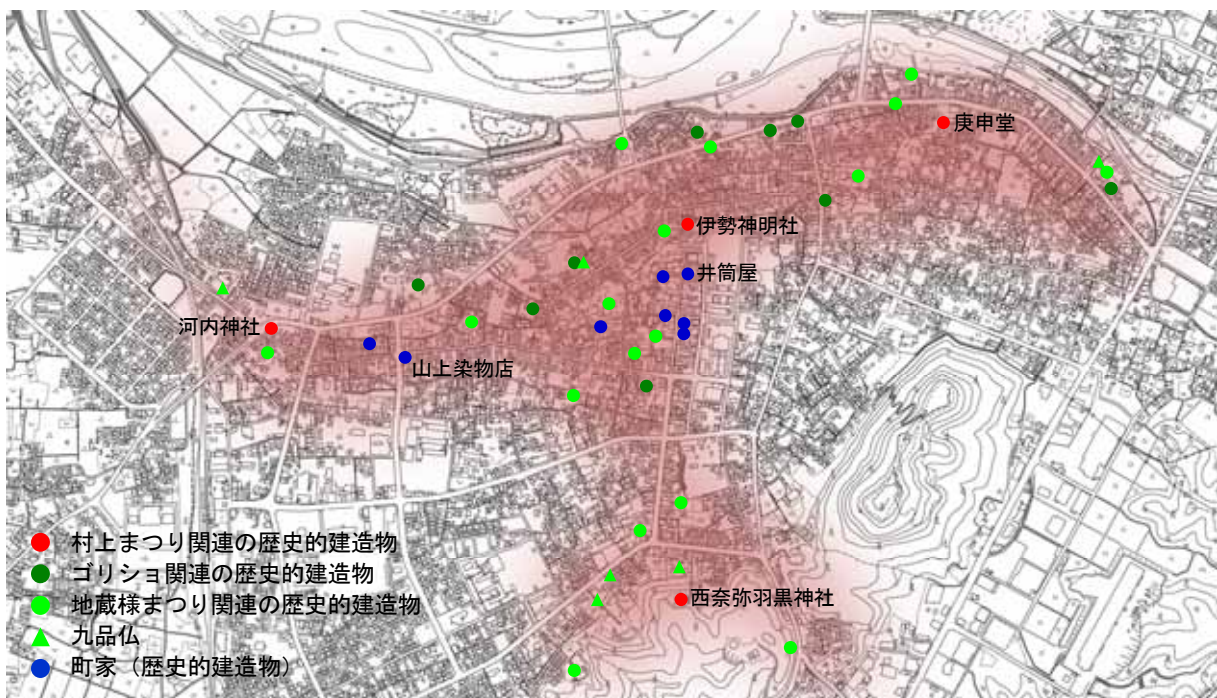 庚申堂
伊勢神明社
井筒屋
河内神社
山上染物店
西奈弥羽黒神社
村上まつり関連の歴史的建造物
ゴリショ関連の歴史的建造物
地蔵様まつり関連の歴史的建造物
九品仏
町家（歴史的建造物）